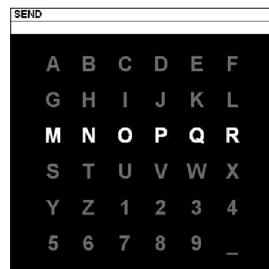 SEND
A B C D E F
G H I J K L
M N O P Q R
S T U V W X
Y Z 1 2 3 4
5 6 7 8 9 _